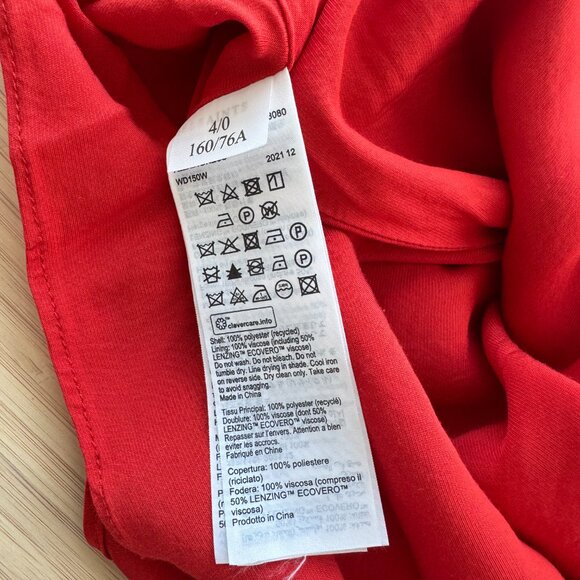 4/0
160/76A
8080
2021 12
WD150W
clevercare.info
Shell: 100% polyester (recycled)
Lining: 100% viscose (including 50%
LENZING™ ECOVERO™ viscose)
Do not wash. Do not bleach. Do not
tumble dry. Line drying in shade. Cool iron
on reverse side. Dry clean only. Take care
to avoid snagging.
Made in China
Tissu Principal: 100% polyester (recyclé)
Doublure: 100% viscose (dont 50%
LENZING™ ECOVERO™ viscose)
Repasser sur l'envers. Attention a bien
eviter les accrocs.
Fabriqué en Chine
Copertura: 100% poliestere
(riciclato)
Fodera: 100% viscosa (compreso il
50% LENZING™ ECOVERO™
viscosa)
Prodotto in Cina